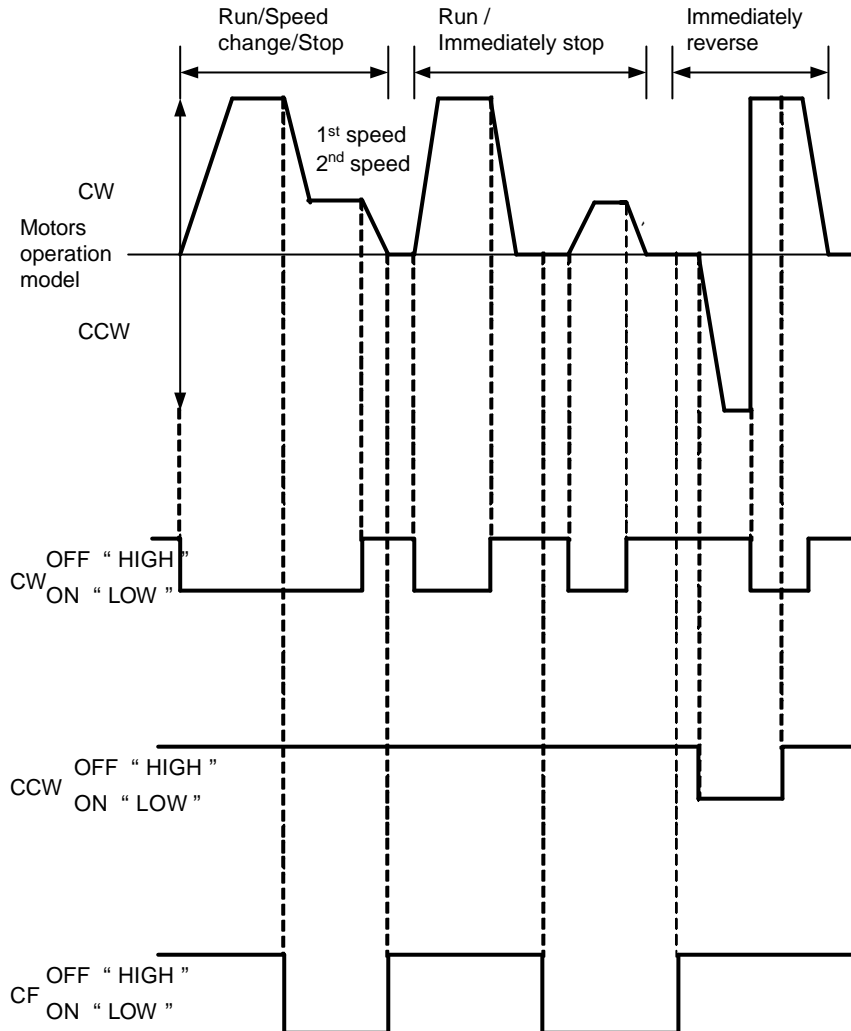 Run/Speed
change/Stop
Run /
Immediately stop
Immediately
reverse
1st speed
2nd speed
CW
Motors
operation
model
CCW
OFF “ HIGH ”
CW
ON “ LOW ”
OFF “ HIGH ”
CCW
ON “ LOW ”
OFF “ HIGH ”
CF
ON “ LOW ”